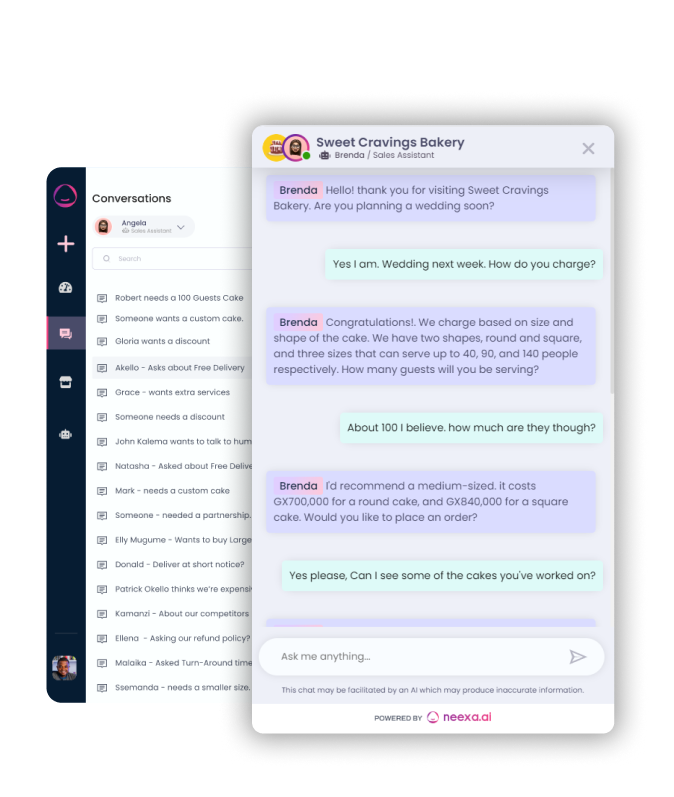 Conversations
Angela
Sales Assistant
Search
Robert needs a 100 Guests Cake
Someone wants a custom cake.
Gloria wants a discount
Akello - Asks about Free Delivery
Grace - wants extra services
Someone needs a discount
John Kalema wants to talk to hum
Natasha - Asked about Free Delive
Mark - needs a custom cake
Someone - needed a partnership.
Elly Mugume - Wants to buy Large
Donald - Deliver at short notice?
Patrick Okello thinks we're expensi
Kamanzi - About our competitors
Ellena - Asking our refund policy?
Malaika - Asked Turn-Around time
Ssemanda - needs a smaller size.
Sweet Cravings Bakery
Brenda / Sales Assistant
Brenda Hello! thank you for visiting Sweet Cravings
Bakery. Are you planning a wedding soon?
Yes I am. Wedding next week. How do you charge?
Brenda Congratulations!. We charge based on size and
shape of the cake. We have two shapes, round and square,
and three sizes that can serve up to 40, 90, and 140 people
respectively. How many guests will you be serving?
About 100 I believe. how much are they though?
Brenda I'd recommend a medium-sized. it costs
GX700,000 for a round cake, and GX840,000 for a square
cake. Would you like to place an order?
Yes please, Can I see some of the cakes you've worked on?
Ask me anything...
This chat may be facilitated by an AI which may produce inaccurate information.
POWERED BY neexa.ai